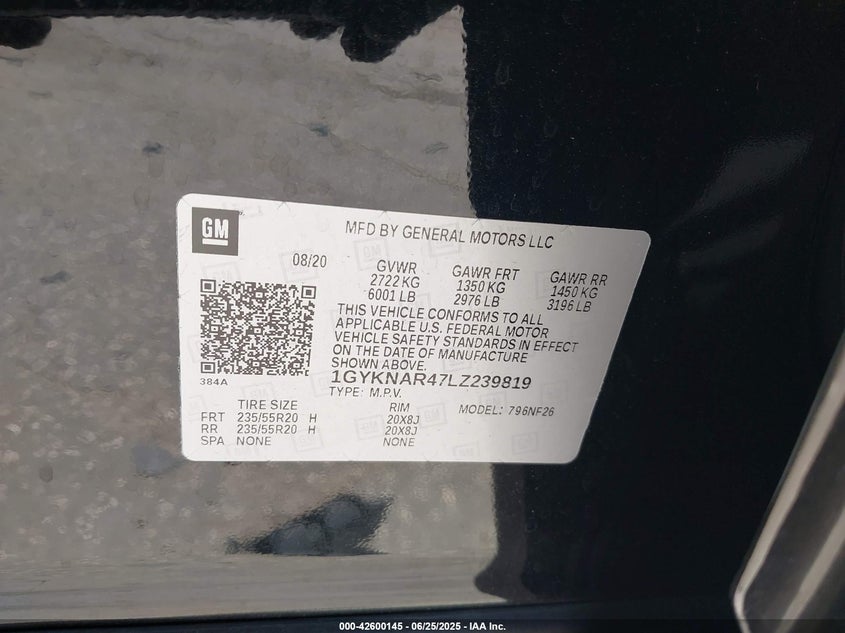 GM
MFD BY GENERAL MOTORS LLC
08/20
GVWR
2722 KG
6001 LB
GAWR FRT
1350 KG
2976 LB
GAWR RR
1450 KG
3196 LB
THIS VEHICLE CONFORMS TO ALL
APPLICABLE U.S. FEDERAL MOTOR
VEHICLE SAFETY STANDARDS IN EFFECT
ON THE DATE OF MANUFACTURE
SHOWN ABOVE.
384A
1GYKNAR47LZ239819
TYPE: M.P.V.
MODEL: 796NF26
TIRE SIZE RIM
FRT 235/55R20 H 20X8J
RR 235/55R20 H 20X8J
SPA NONE NONE
000-42600145 - 06/25/2025 - IAA Inc.